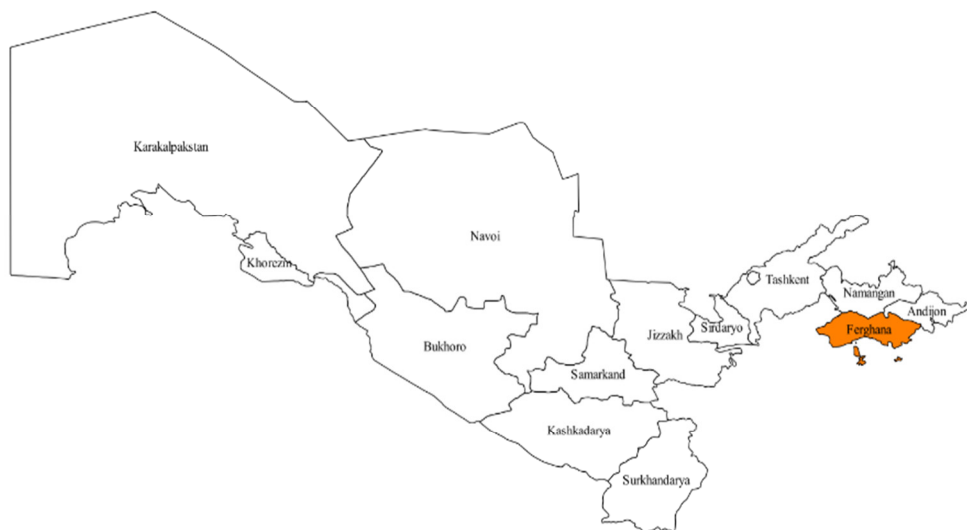 Karakalpakstan
Navoi
Khorezm
Tashkent
Namangan
Andijon
Sirdaryo
Ferghana
Jizzakh
Bukhoro
Samarkand
Kashkadarya
Surkhandarya